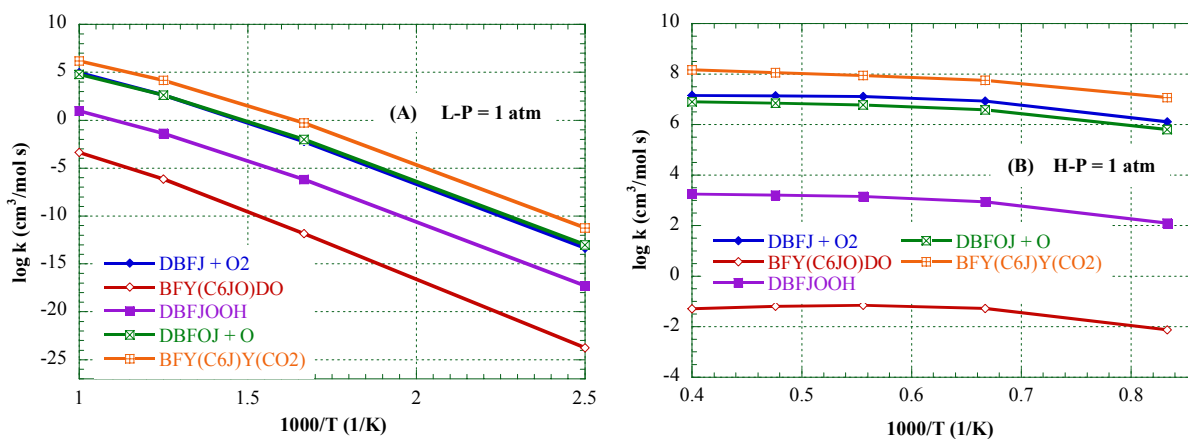 10
5
0
-5
-10
-15
-20
-25
log k (cm³/mol s)
(A) L-P = 1 atm
DBFJ + O2
BFY(C6JO)DO
DBFJOOH
DBFOJ + O
BFY(C6J)Y(CO2)
1 1.5 2 2.5
1000/T (1/K)
10
8
6
4
2
0
-2
-4
log k (cm³/mol s)
(B) H-P = 1 atm
DBFJ + O2 DBFOJ + O
BFY(C6JO)DO BFY(C6J)Y(CO2)
DBFJOOH
0.4 0.5 0.6 0.7 0.8
1000/T (1/K)